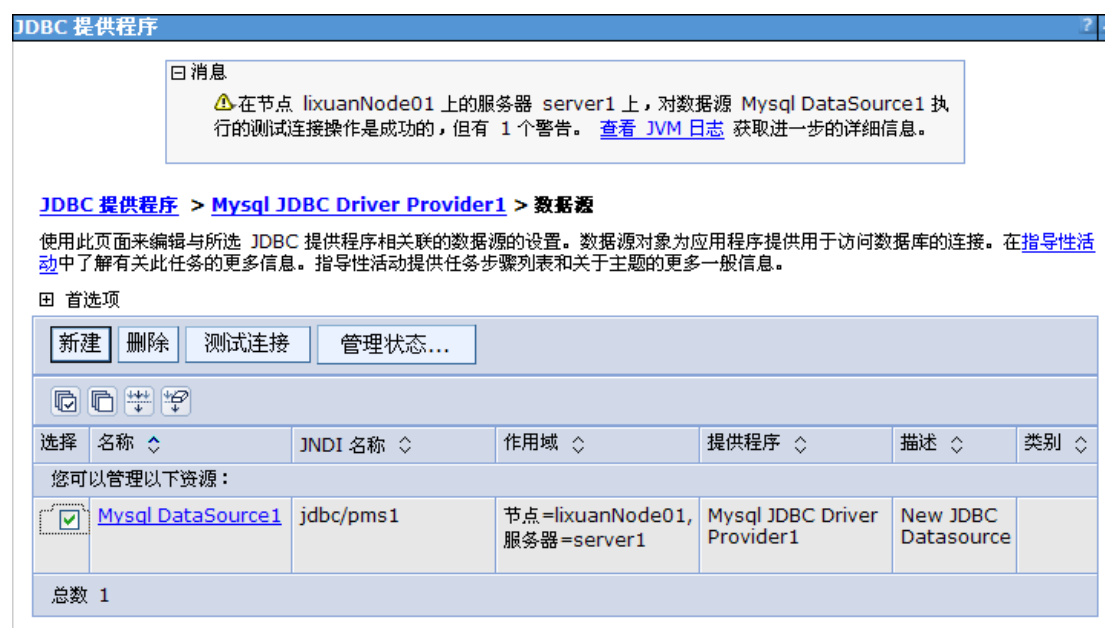 JDBC 提供程序 ?
消息
在节点 lixuanNode01 上的服务器 server1 上，对数据源 Mysql DataSource1 执
行的测试连接操作是成功的，但有 1 个警告。 查看 JVM 日志 获取进一步的详细信息。
JDBC 提供程序 > Mysql JDBC Driver Provider1 > 数据源
使用此页面来编辑与所选 JDBC 提供程序相关联的数据源的设置。数据源对象为应用程序提供用于访问数据库的连接。在指导性活
动中了解有关此任务的更多信息。指导性活动提供任务步骤列表和关于主题的更多一般信息。
首选项
新建 删除 测试连接 管理状态...
选择 名称 JNDI 名称 作用域 提供程序 描述 类别
您可以管理以下资源：
Mysql DataSource1 jdbc/pms1 节点=lixuanNode01, Mysql JDBC Driver New JDBC
服务器=server1 Provider1 Datasource
总数 1